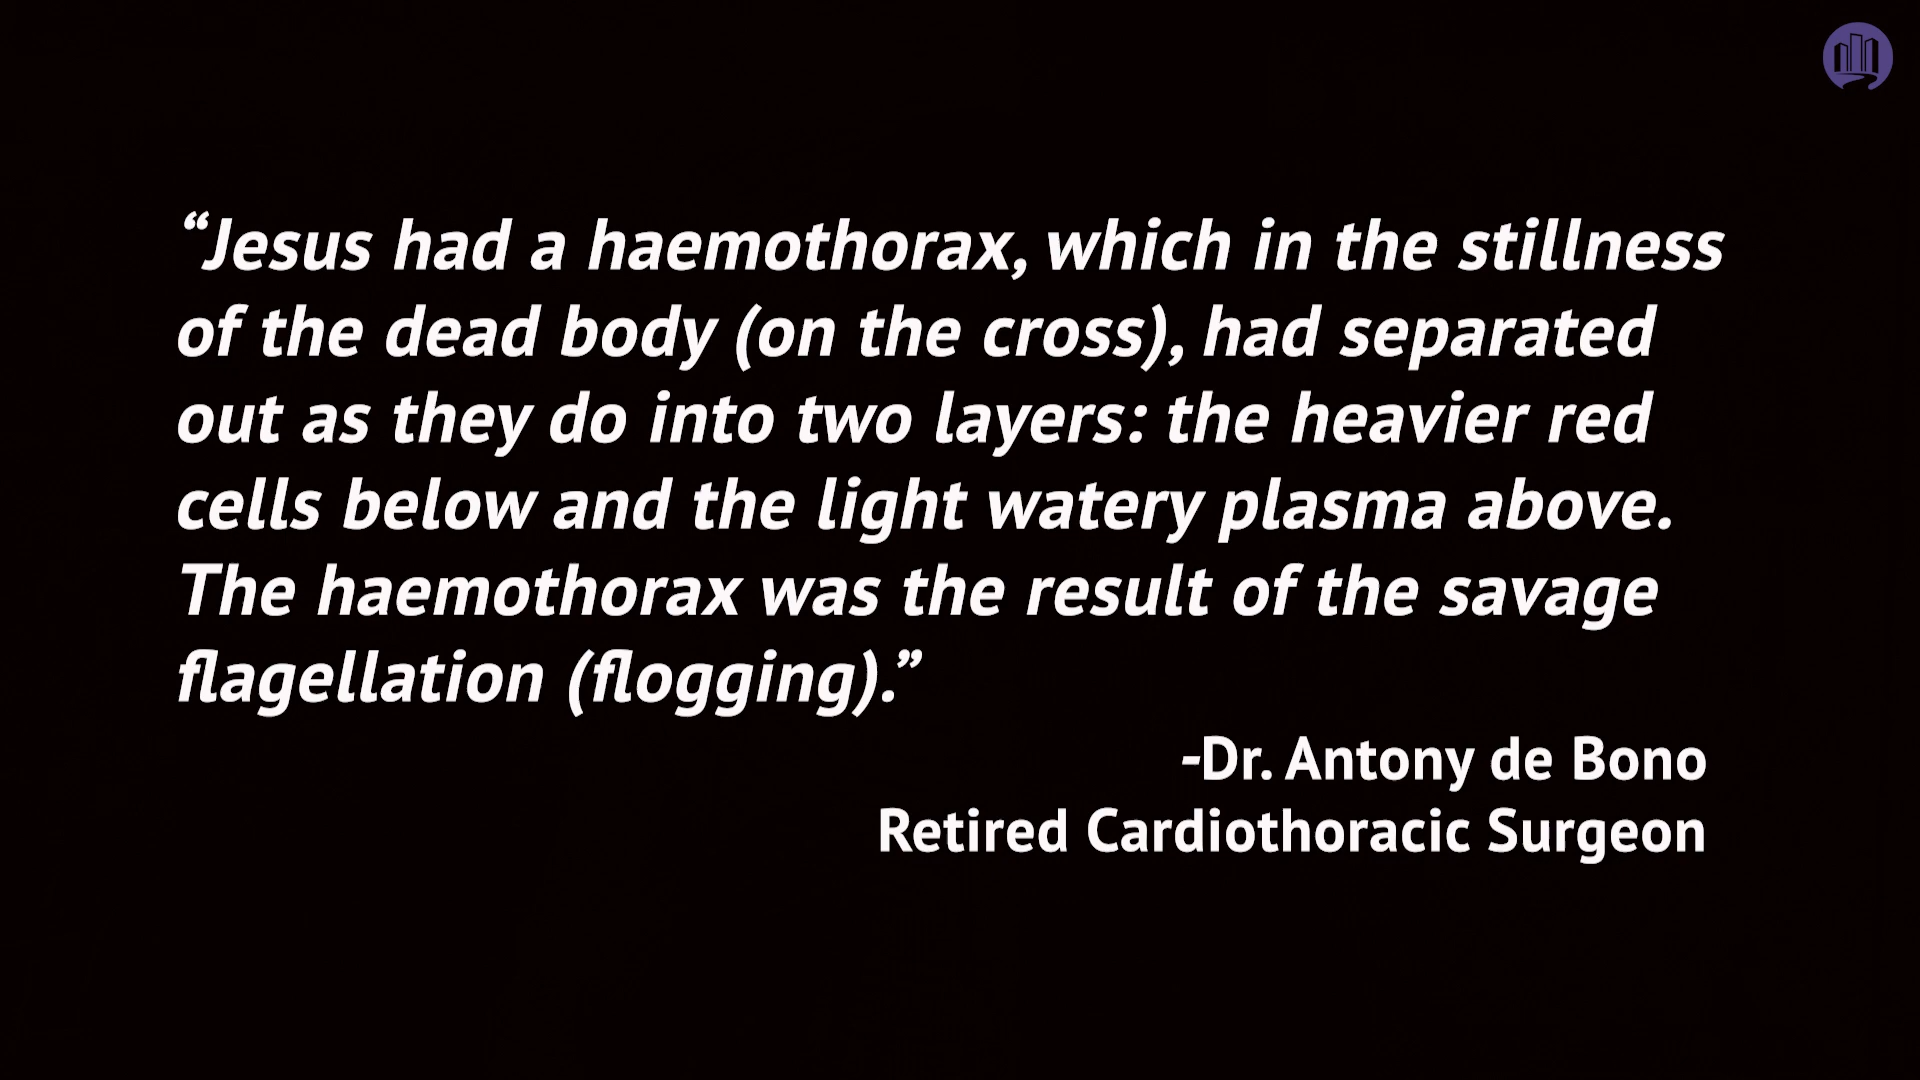 “Jesus had a haemothorax, which in the stillness
of the dead body (on the cross), had separated
out as they do into two layers: the heavier red
cells below and the light watery plasma above.
The haemothorax was the result of the savage
flagellation (flogging).”
-Dr. Antony de Bono
Retired Cardiothoracic Surgeon